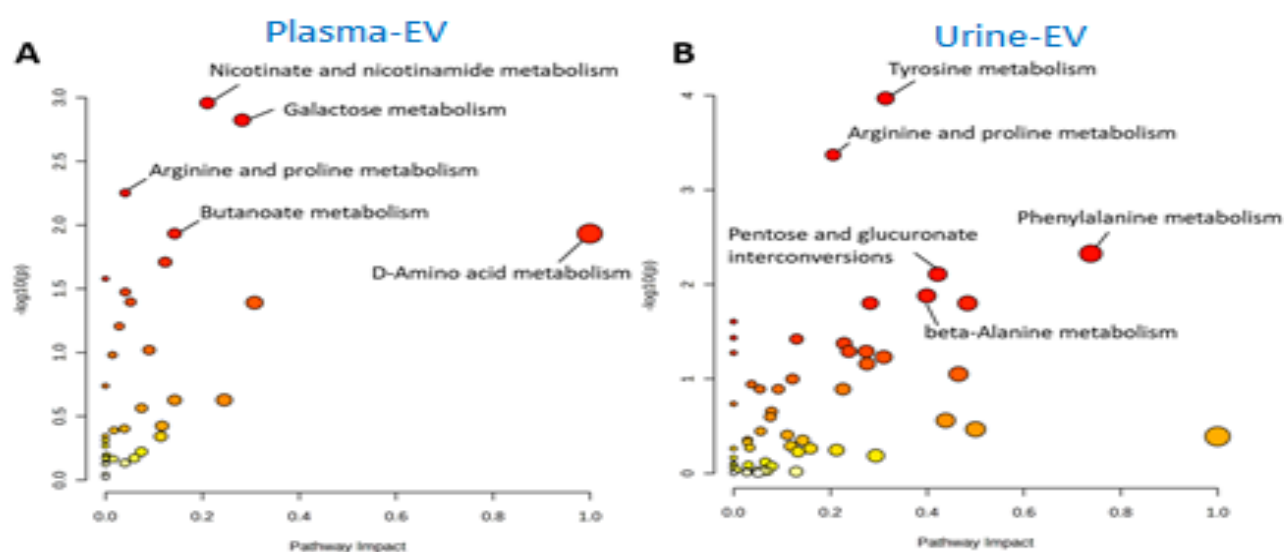 A
Plasma-EV
Nicotinate and nicotinamide metabolism
Galactose metabolism
Arginine and proline metabolism
Butanoate metabolism
D-Amino acid metabolism
-log10(p)
3.0
2.5
2.0
1.5
1.0
0.5
0.0
0.0 0.2 0.4 0.6 0.8 1.0
Pathway Impact
B
Urine-EV
Tyrosine metabolism
Arginine and proline metabolism
Phenylalanine metabolism
Pentose and glucuronate
interconversions
beta-Alanine metabolism
-log10(p)
4
3
2
1
0
0.0 0.2 0.4 0.6 0.8 1.0
Pathway Impact